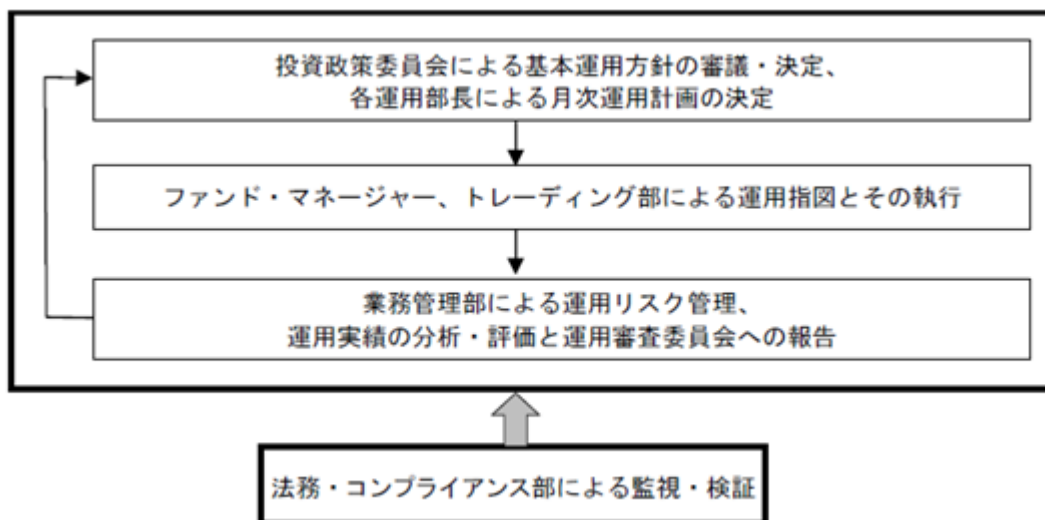 投資政策委員会による基本運用方針の審議・決定、
各運用部長による月次運用計画の決定
ファンド・マネージャー、トレーディング部による運用指図とその執行
業務管理部による運用リスク管理、
運用実績の分析・評価と運用審査委員会への報告
法務・コンプライアンス部による監視・検証